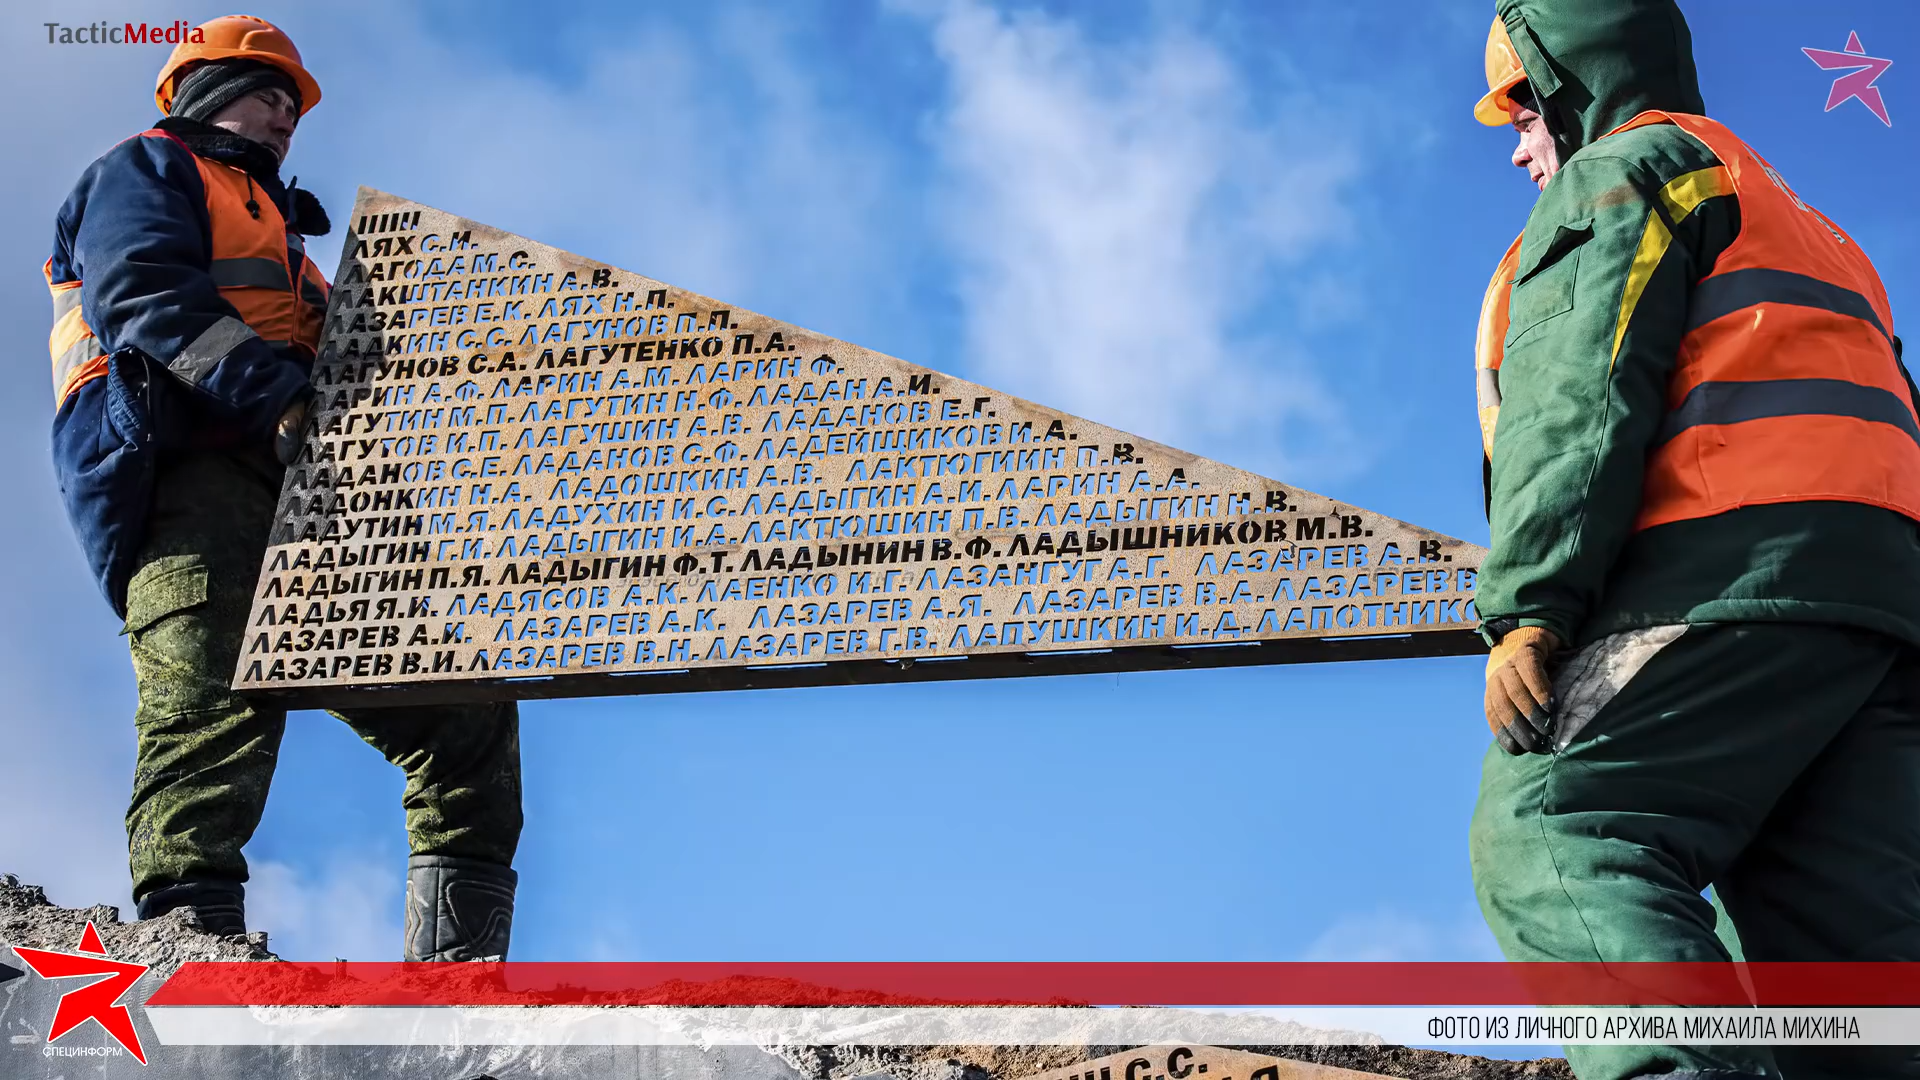 TacticMedia
ЛЯХ С.И.
ЛАГОДА М.С.
ЛАКШТАНКИН А.В.
ЛАЗАРЕВ Е.К. ЛЯХ Н.П.
ЛАДКИН С.С. ЛАГУНОВ П.П.
ЛАГУНОВ С.А. ЛАГУТЕНКО П.А.
ЛАРИН А.Ф. ЛАРИН А.М. ЛАРИН Ф.
ЛАГУТИН М.П. ЛАГУТИН Н.Ф. ЛАДАН А.И.
ЛАГУТОВ И.П. ЛАГУШИН А.В. ЛАДАНОВ Е.Г.
ЛАДАНОВ С.Е. ЛАДАНОВ С.Ф. ЛАДЕЙЩИКОВ И.А.
ЛАДОНКИН Н.А. ЛАДОШКИН А.В. ЛАКТЮГИИН П.В.
ЛАДУТИН М.Я. ЛАДУХИН И.С. ЛАДЫГИН А.И. ЛАРИН А.А.
ЛАДЫГИН Г.И. ЛАДЫГИН И.А. ЛАКТЮШИН П.В. ЛАДЫГИН Н.В.
ЛАДЫГИН П.Я. ЛАДЫГИН Ф.Т. ЛАДЫНИН В.Ф. ЛАДЫШНИКОВ М.В.
ЛАДЬЯ Я.И. ЛАДЯСОВ А.К. ЛАЕНКО И.Г. ЛАЗАНГУГ А.Г. ЛАЗАРЕВ А.В.
ЛАЗАРЕВ А.И. ЛАЗАРЕВ А.К. ЛАЗАРЕВ А.Я. ЛАЗАРЕВ В.А. ЛАЗАРЕВ В
ЛАЗАРЕВ В.И. ЛАЗАРЕВ В.Н. ЛАЗАРЕВ Г.В. ЛАПУШКИН И.Д. ЛАПОТНИКО
СПЕЦИНФОРМ
ФОТО ИЗ ЛИЧНОГО АРХИВА МИХАИЛА МИХИНА
С.С.